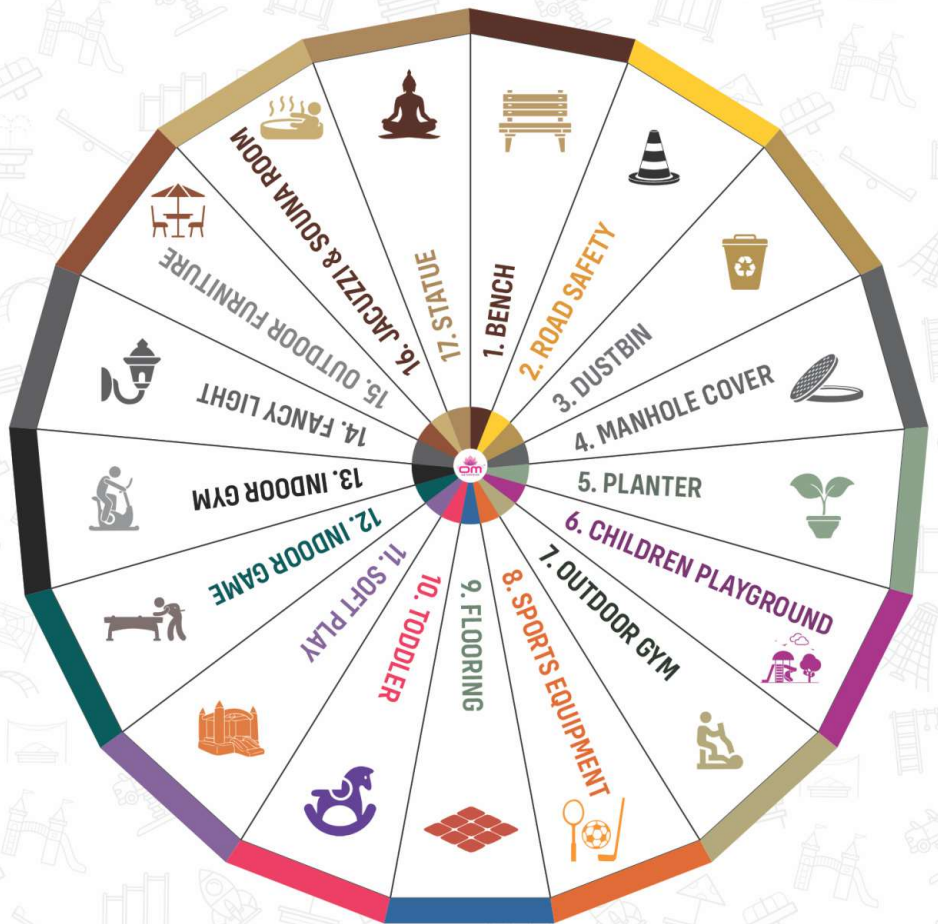 1. BENCH
2. ROAD SAFETY
3. DUSTBIN
4. MANHOLE COVER
5. PLANTER
6. CHILDREN PLAYGROUND
7. OUTDOOR GYM
8. SPORTS EQUIPMENT
9. FLOORING
10. TODDLER
11. SOFT PLAY
12. INDOOR GAME
13. INDOOR GYM
14. FANCY LIGHT
15. OUTDOOR FURNITURE
16. JACUZZI & SOUNA ROOM
17. STATUE
om